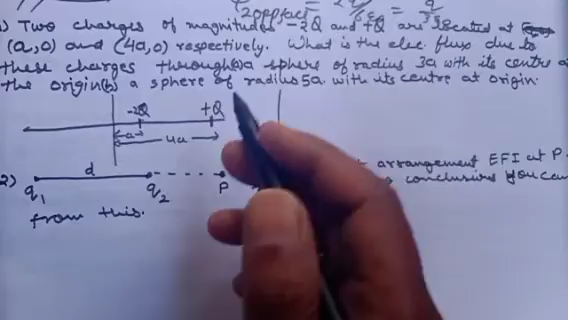 2 oppface = = q
) Two charges of magnitudes -2Q and +Q are located at
(a,0) and (4a,0) respectively. What is the elec. flux due to
these charges through (a) a sphere of radius 3a with its centre
the origin (b) a sphere of radius 5a with its centre at origin.
-2Q +Q
a
4a
2) d arrangement EFI at P
q1 q2 P conclusions you can
from this.